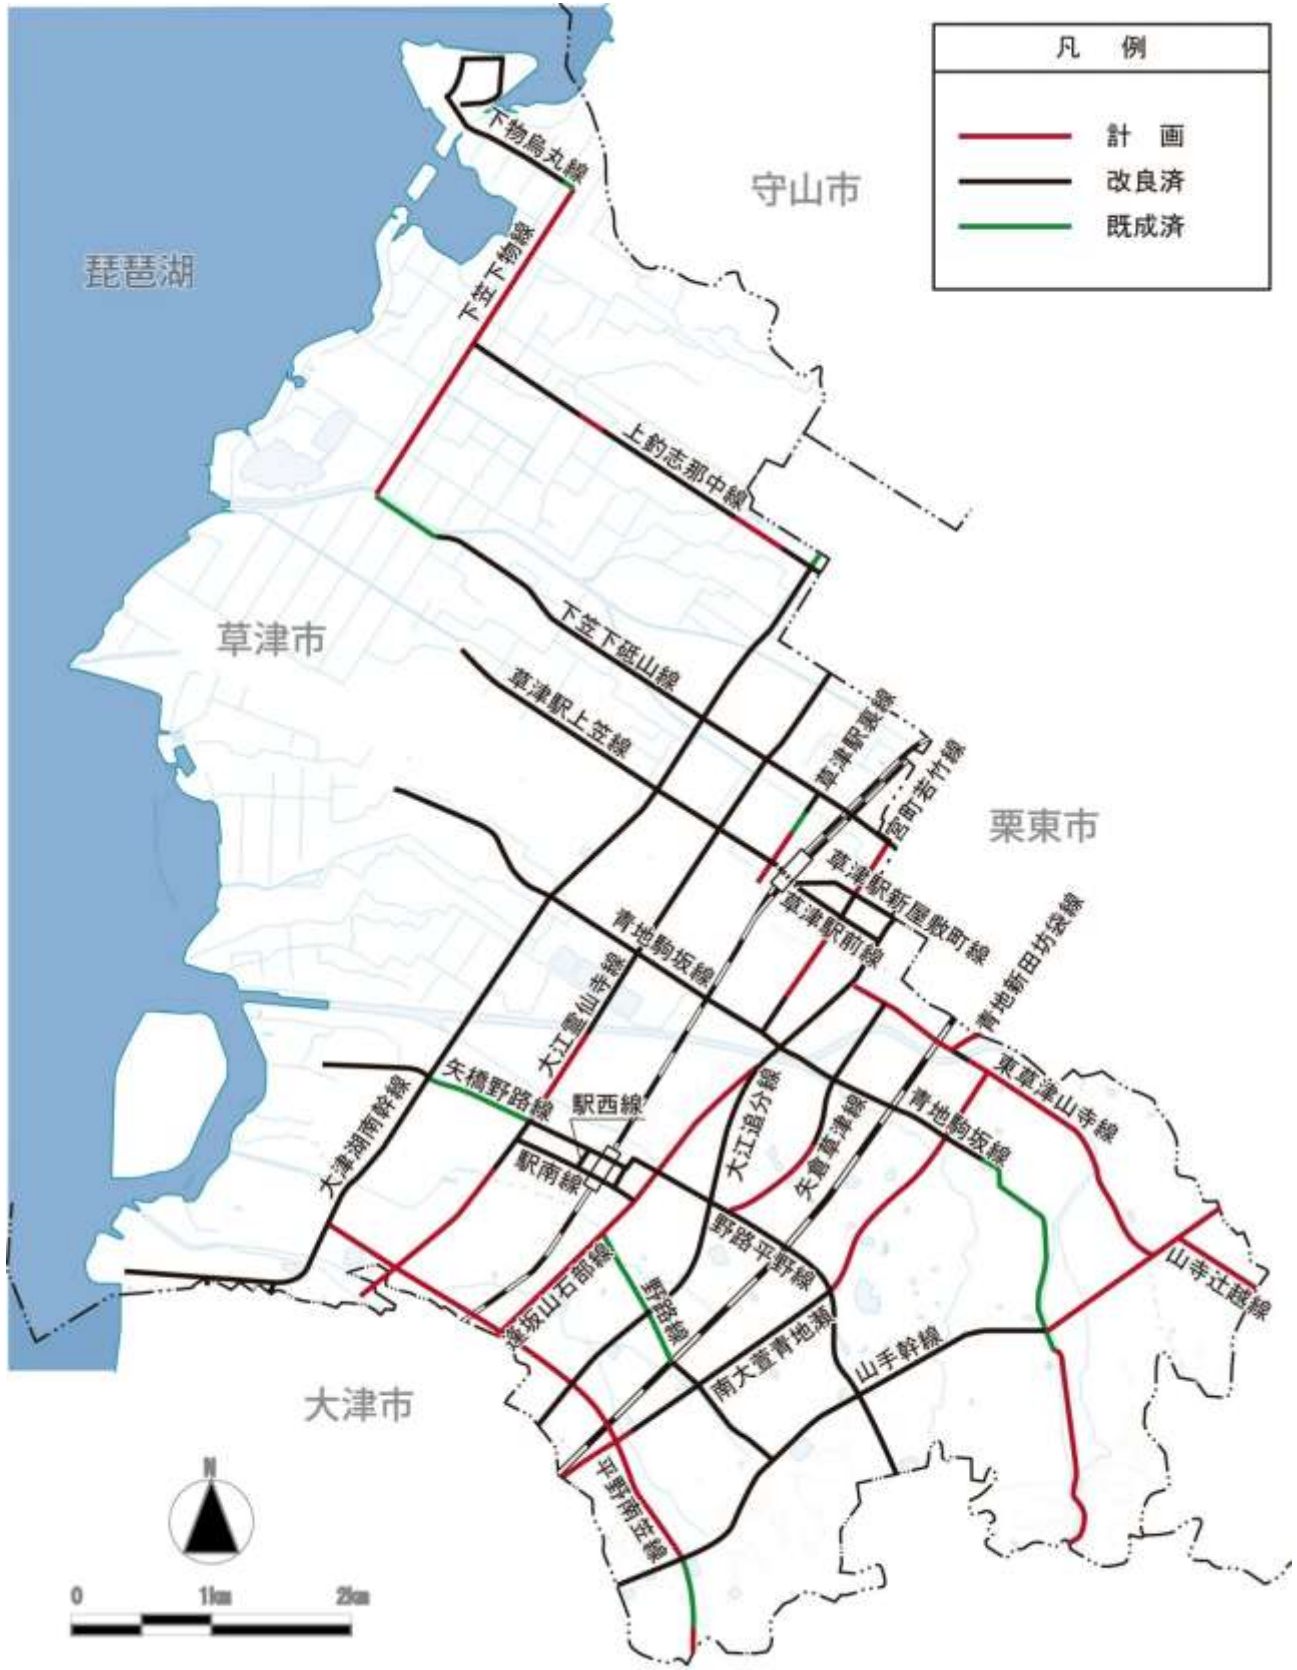 凡 例
計 画
改良済
既成済
守山市
琵琶湖
下物烏丸線
下笠下物線
上鈎志那中線
草津市
下笠下砥山線
草津駅上笠線
草津駅裏線
宮町若竹線
栗東市
草津駅新屋敷町線
草津駅前線
青地駒坂線
青地新田坊袋線
大江霊仙寺線
矢橋野路線
駅西線
大津湖南幹線
駅南線
大江追分線
矢倉草津線
青地駒坂線
東草津山寺線
野路平野線
山寺辻越線
逢坂山石部線
野路線
南大萱青地瀬
山手幹線
大津市
平野南笠線
N
0 1km 2km